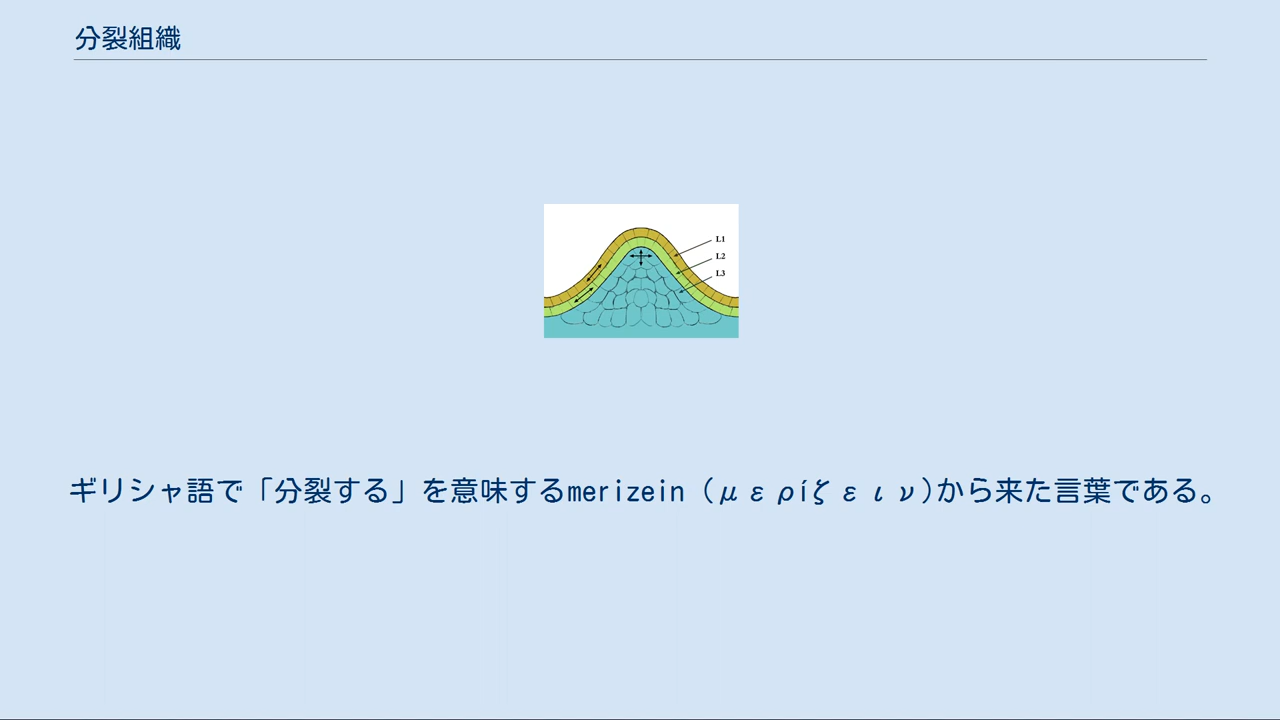 分裂組織
L1
L2
L3
ギリシャ語で「分裂する」を意味するmerizein（μερίζειν)から来た言葉である。